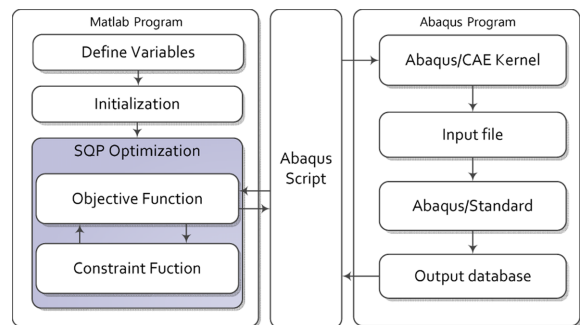 Matlab Program
Define Variables
Initialization
SQP Optimization
Objective Function
Constraint Fuction
Abaqus
Script
Abaqus Program
Abaqus/CAE Kernel
Input file
Abaqus/Standard
Output database